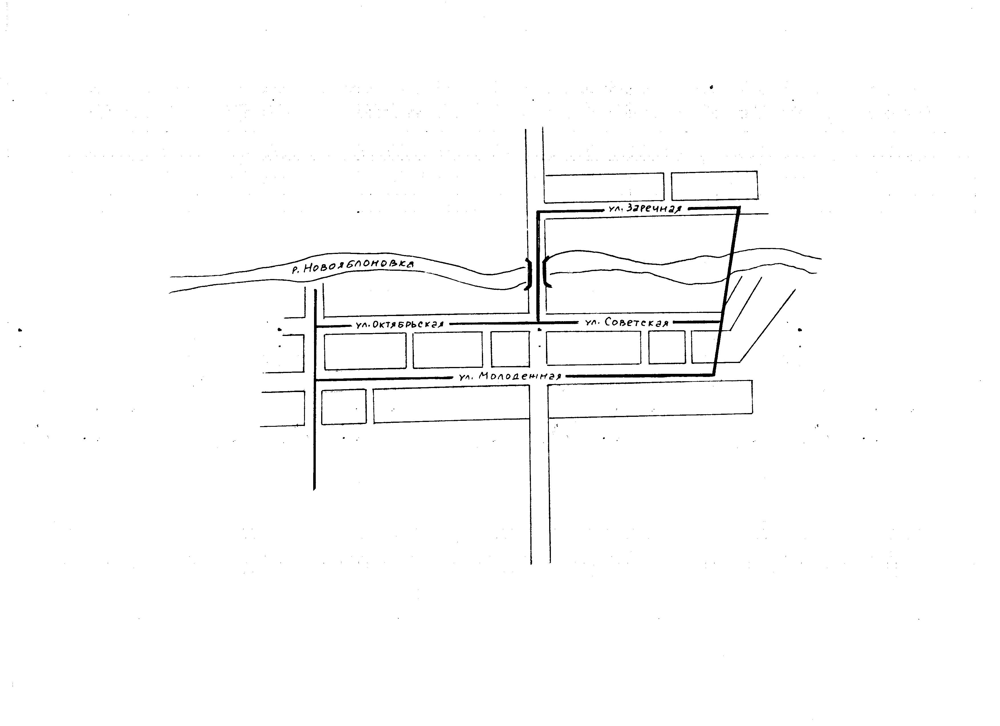 ул. Заречная
р. Новояблоновка
ул. Октябрьская
ул. Советская
ул. Молодежная